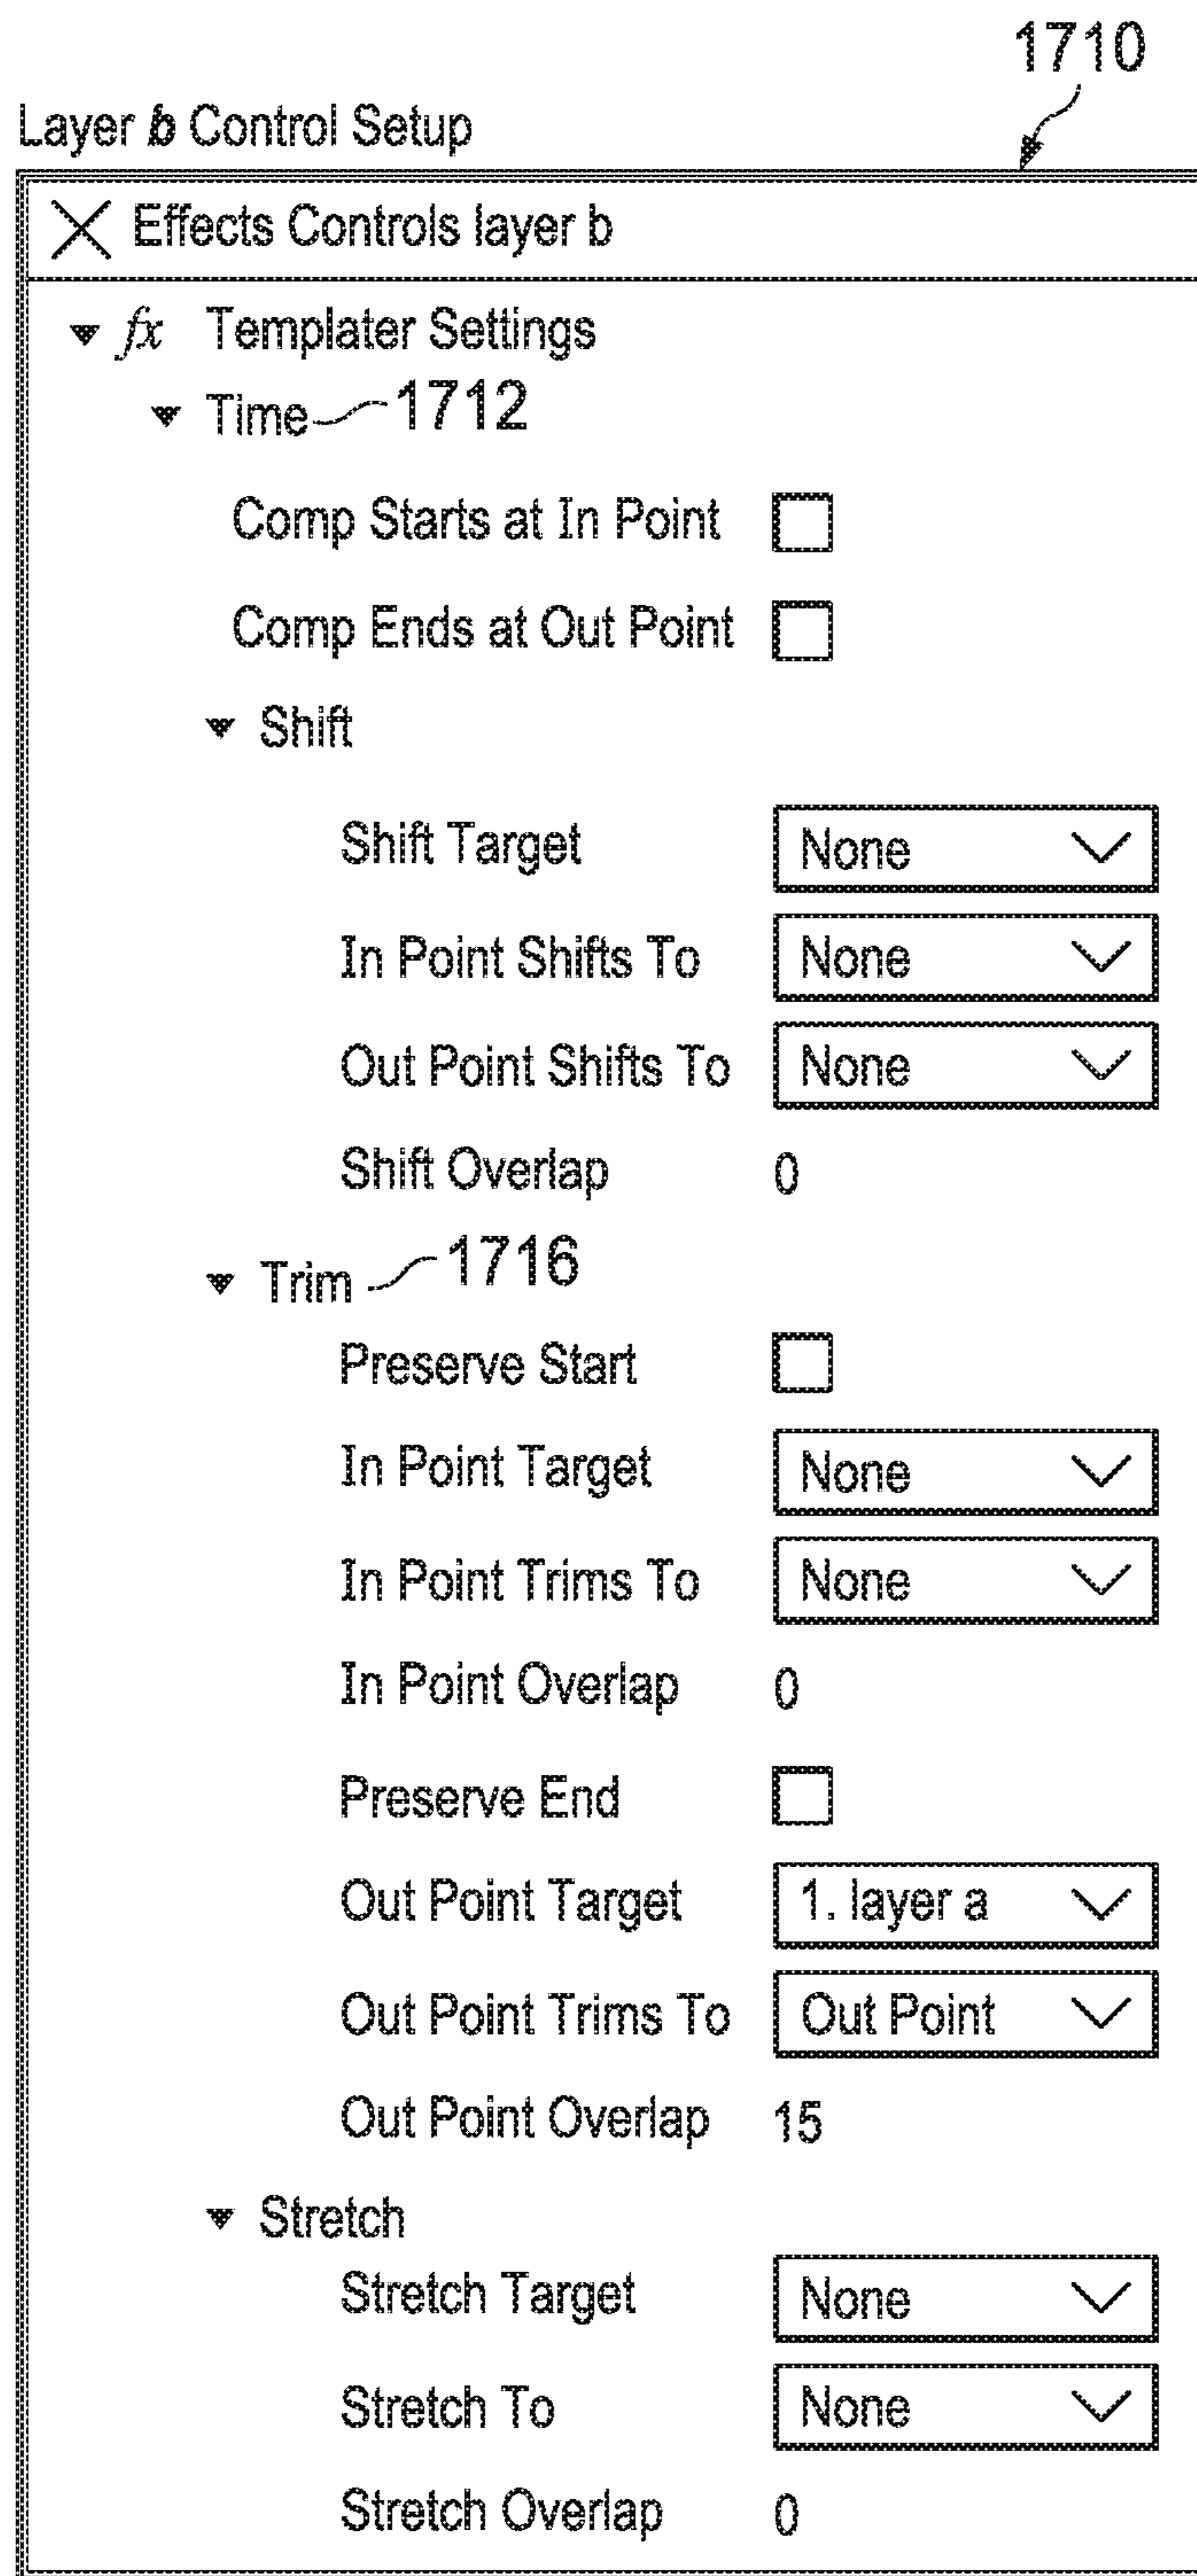 1710
Layer b Control Setup
Effects Controls layer b
fx Templater Settings
Time 1712
Comp Starts at In Point
Comp Ends at Out Point
Shift
Shift Target None
In Point Shifts To None
Out Point Shifts To None
Shift Overlap 0
Trim 1716
Preserve Start
In Point Target None
In Point Trims To None
In Point Overlap 0
Preserve End
Out Point Target 1. layer a
Out Point Trims To Out Point
Out Point Overlap 15
Stretch
Stretch Target None
Stretch To None
Stretch Overlap 0